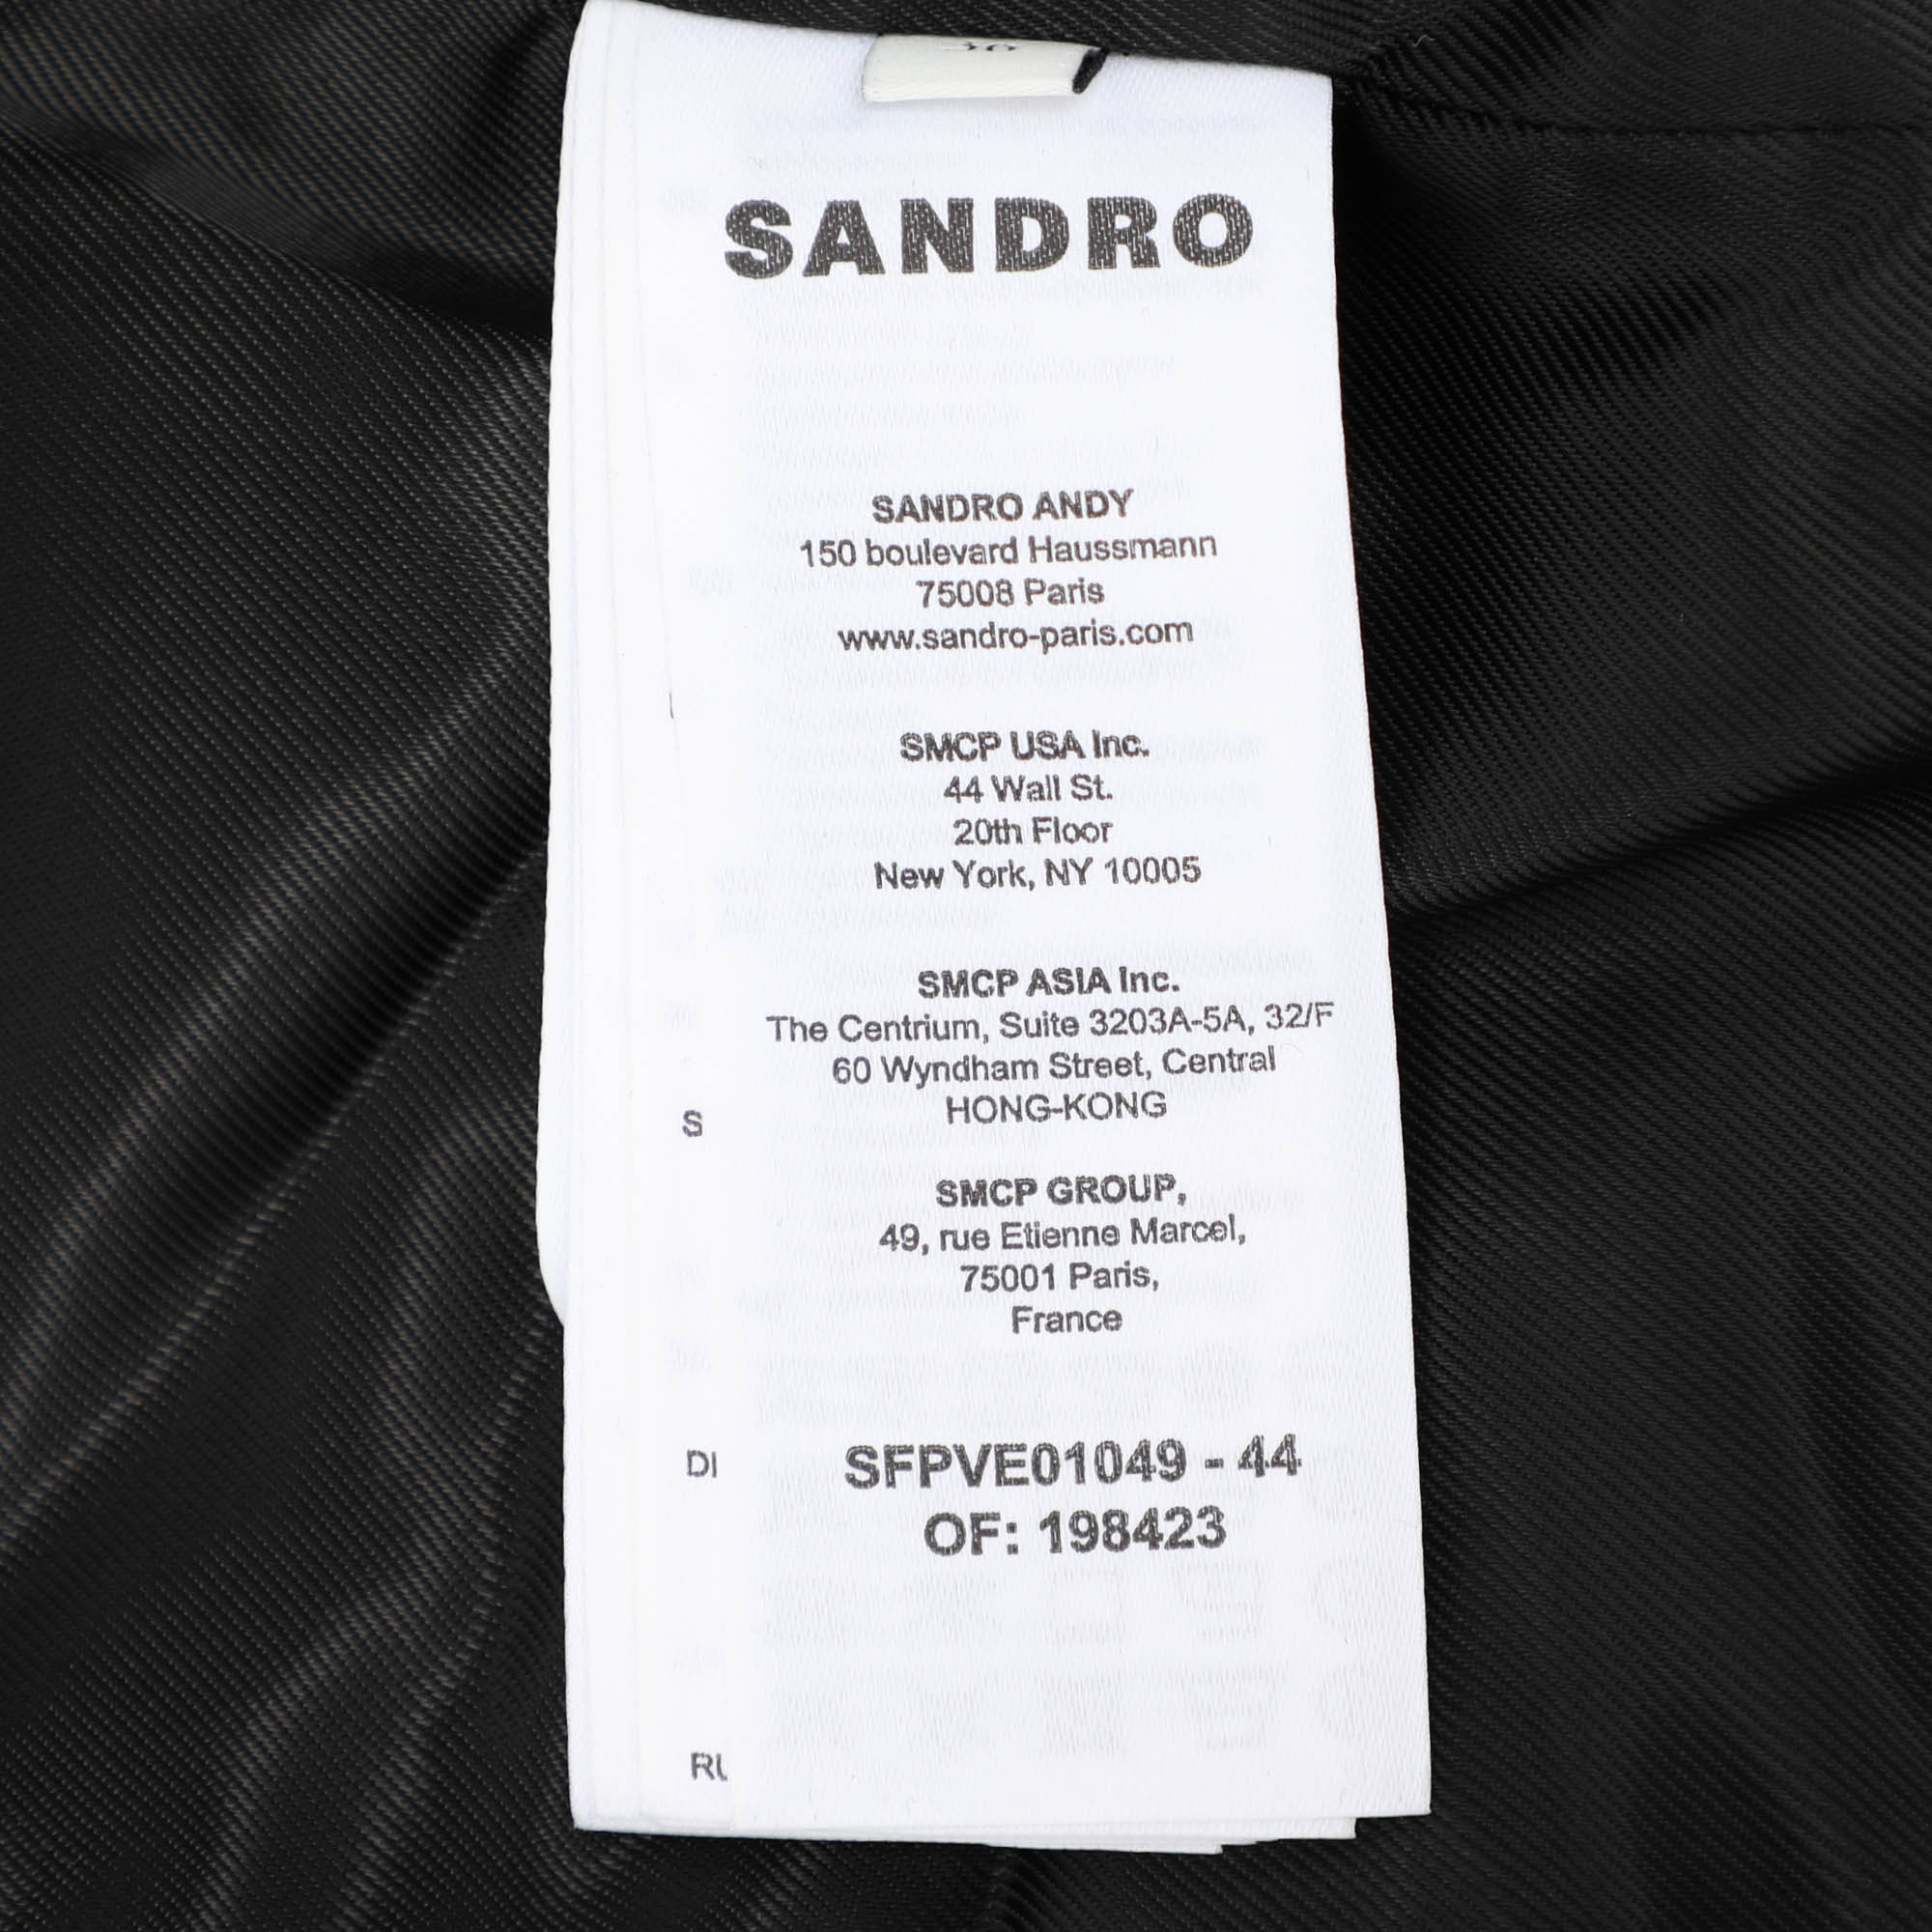 SANDRO
SANDRO ANDY
150 boulevard Haussmann
75008 Paris
www.sandro-paris.com
SMCP USA Inc.
44 Wall St.
20th Floor
New York, NY 10005
SMCP ASIA Inc.
The Centrium, Suite 3203A-5A, 32/F
60 Wyndham Street, Central
HONG-KONG
SMCP GROUP,
49, rue Etienne Marcel,
75001 Paris,
France
SFPVE01049 - 44
OF: 198423
S
DI